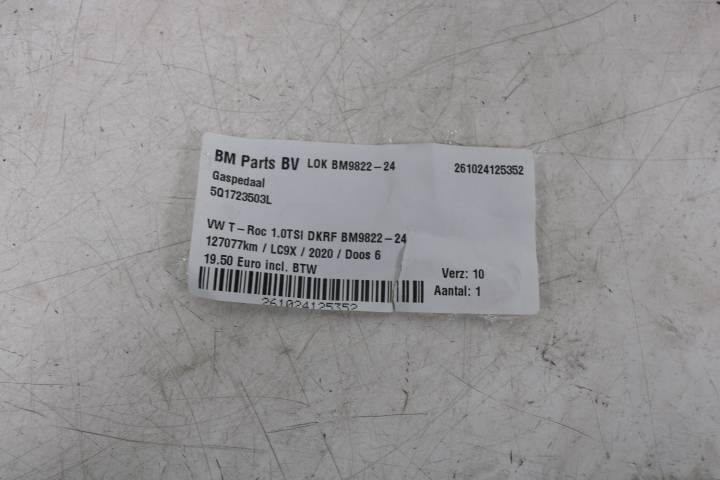 BM Parts BV LOK BM9822-24 261024125352
Gaspedaal
5Q1723503L
VW T-Roc 1.0TSI DKRF BM9822-24
127077km / LC9X / 2020 / Doos 6
19.50 Euro incl. BTW
Verz: 10
Aantal: 1
261024125352